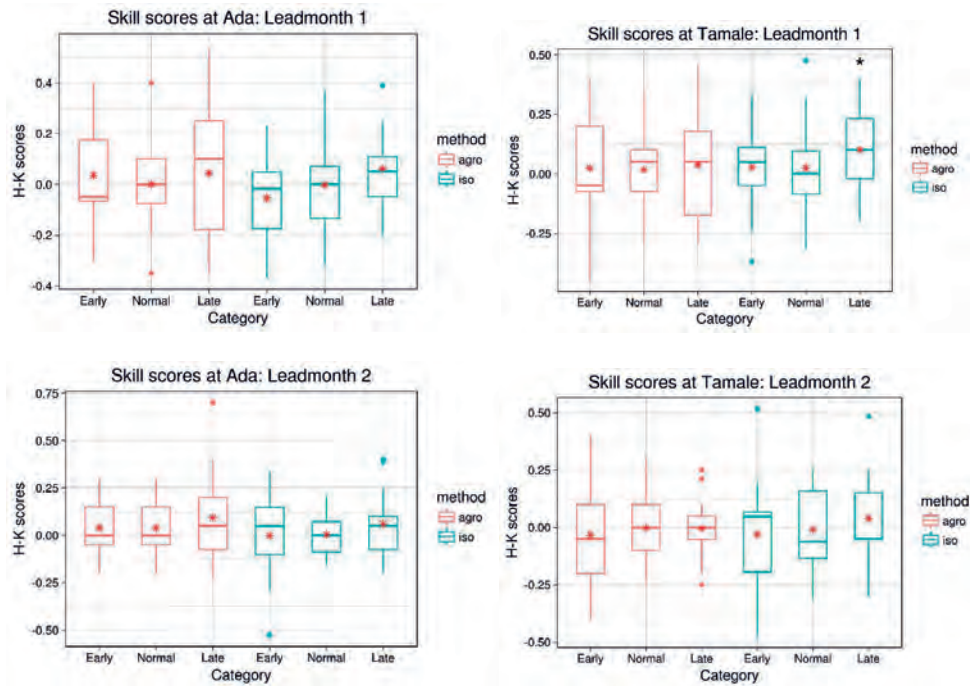 Skill scores at Ada: Leadmonth 1
H-K scores
0.4
0.2
0.0
-0.2
-0.4
Early Normal Late Early Normal Late
Category
method
agro
iso
Skill scores at Tamale: Leadmonth 1
H-K scores
0.50
0.25
0.00
-0.25
*
Early Normal Late Early Normal Late
Category
method
agro
iso
Skill scores at Ada: Leadmonth 2
H-K scores
0.75
0.50
0.25
0.00
-0.25
-0.50
Early Normal Late Early Normal Late
Category
method
agro
iso
Skill scores at Tamale: Leadmonth 2
H-K scores
0.50
0.25
0.00
-0.25
-0.50
Early Normal Late Early Normal Late
Category
method
agro
iso